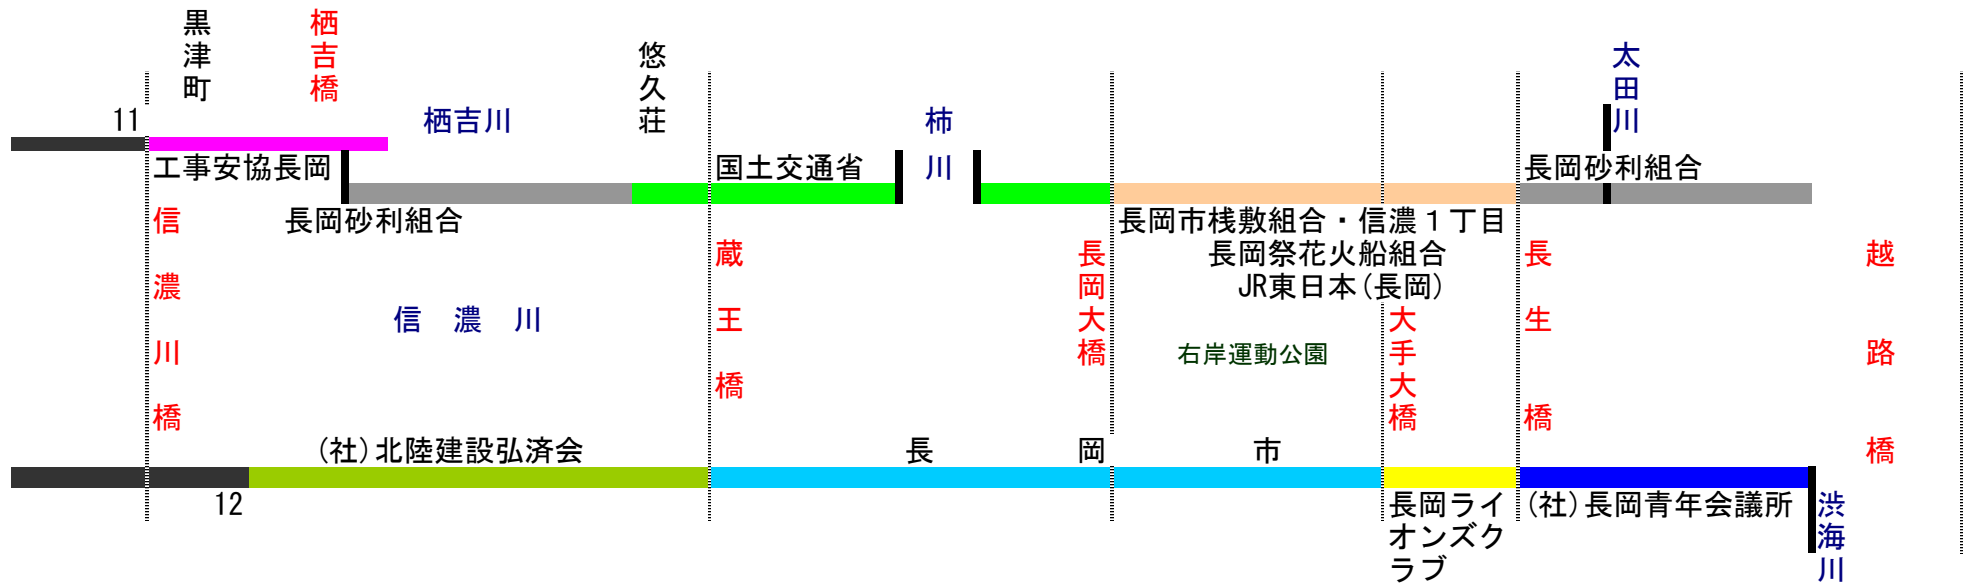 黒津町
栖吉橋
悠久荘
太田川
11
栖吉川
柿川
工事安協長岡
国土交通省
長岡砂利組合
長岡砂利組合
長岡市桟敷組合・信濃１丁目
長岡祭花火船組合
JR東日本(長岡)
信濃川橋
信濃川
蔵王橋
長岡大橋
右岸運動公園
大手大橋
長生橋
越路橋
(社)北陸建設弘済会
長岡市
12
長岡ライ
オンズク
ラブ
(社)長岡青年会議所
渋海川